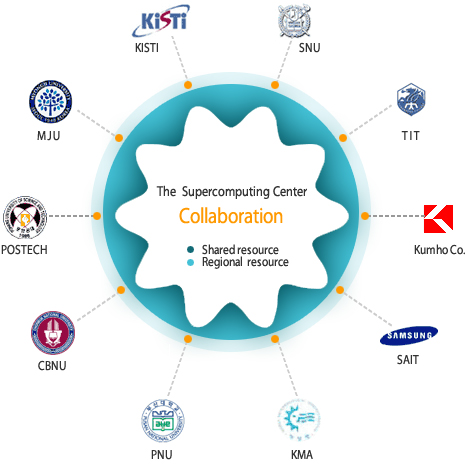 KiSTi
KISTI
SNU
MJU
TIT
The Supercomputing Center
Collaboration
Shared resource
Regional resource
POSTECH
1986
Kumho Co.
CBNU
SAMSUNG
SAIT
PNU
KMA